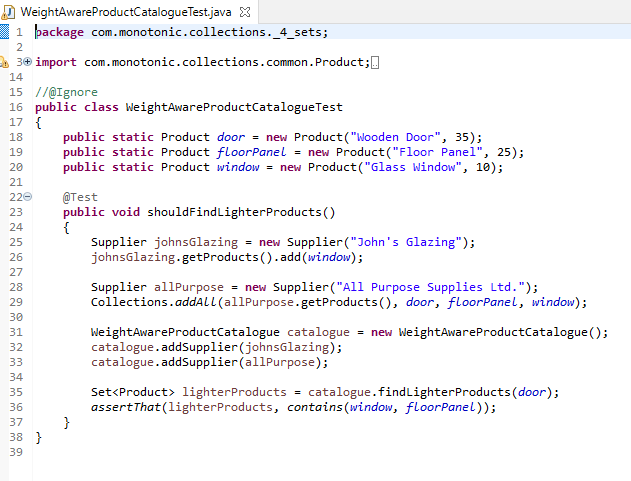 WeightAwareProductCatalogueTest.java
1 package com.monotonic.collections._4_sets;
2
3 import com.monotonic.collections.common.Product;
14
15 //@Ignore
16 public class WeightAwareProductCatalogueTest
17 {
18     public static Product door = new Product("Wooden Door", 35);
19     public static Product floorPanel = new Product("Floor Panel", 25);
20     public static Product window = new Product("Glass Window", 10);
21
22     @Test
23     public void shouldFindLighterProducts()
24     {
25         Supplier johnsGlazing = new Supplier("John's Glazing");
26         johnsGlazing.getProducts().add(window);
27
28         Supplier allPurpose = new Supplier("All Purpose Supplies Ltd.");
29         Collections.addAll(allPurpose.getProducts(), door, floorPanel, window);
30
31         WeightAwareProductCatalogue catalogue = new WeightAwareProductCatalogue();
32         catalogue.addSupplier(johnsGlazing);
33         catalogue.addSupplier(allPurpose);
34
35         Set<Product> lighterProducts = catalogue.findLighterProducts(door);
36         assertThat(lighterProducts, contains(window, floorPanel));
37     }
38 }
39